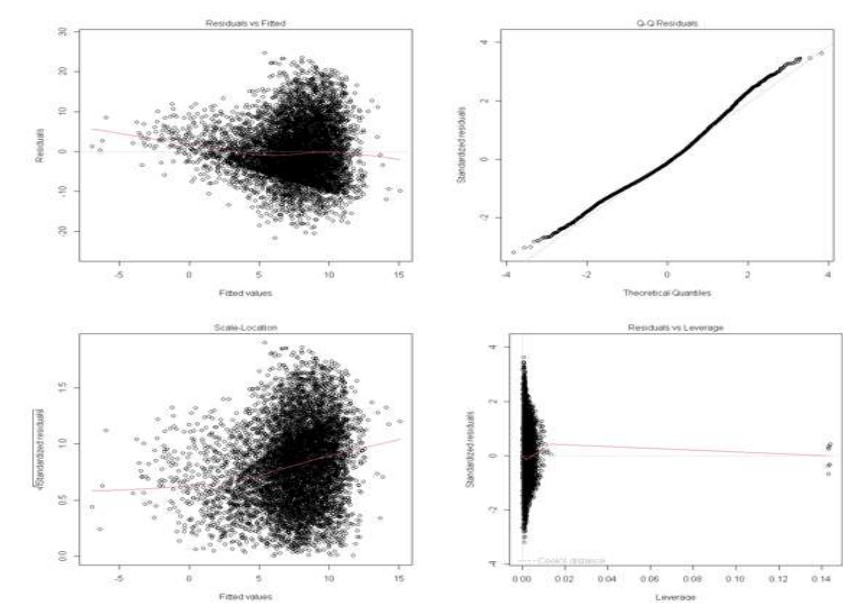 Residuals vs Fitted
30
20
10
0
-10
-20
Residuals
-5 0 5 10 15
Fitted values
Q-Q Residuals
4
2
0
-2
Standardized residuals
-4 -2 0 2 4
Theoretical Quantiles
Scale-Location
1.5
1.0
0.5
0.0
√|Standardized residuals|
-5 0 5 10 15
Fitted values
Residuals vs Leverage
4
2
0
-2
-4
Standardized residuals
Cook's distance
0.00 0.02 0.04 0.06 0.08 0.10 0.12 0.14
Leverage